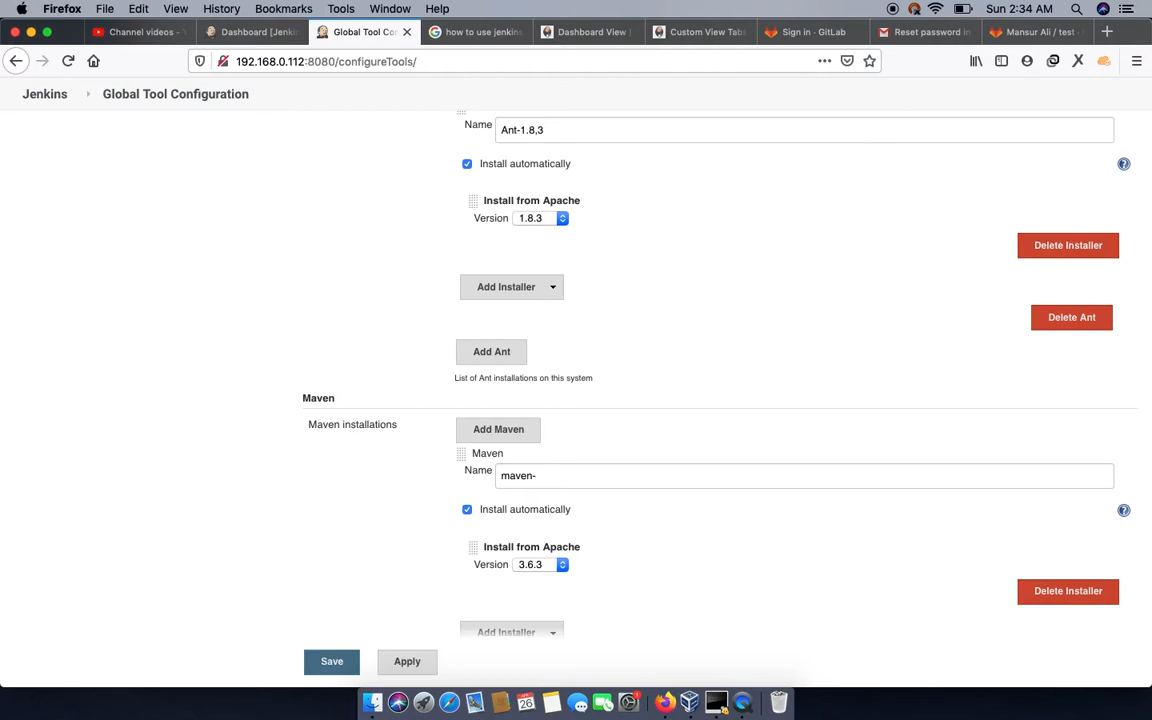 Firefox File Edit View History Bookmarks Tools Window Help Sun 2:34 AM
Channel videos - Dashboard [Jenkin Global Tool Co how to use jenkins Dashboard View Custom View Tabs Sign in · GitLab Reset password in Mansur Ali / test ·
192.168.0.112:8080/configureTools/
Jenkins Global Tool Configuration
Name Ant-1.8,3
Install automatically
Install from Apache
Version 1.8.3
Delete Installer
Add Installer
Delete Ant
Add Ant
List of Ant installations on this system
Maven
Maven installations Add Maven
Maven
Name maven-
Install automatically
Install from Apache
Version 3.6.3
Delete Installer
Add Installer
Save Apply